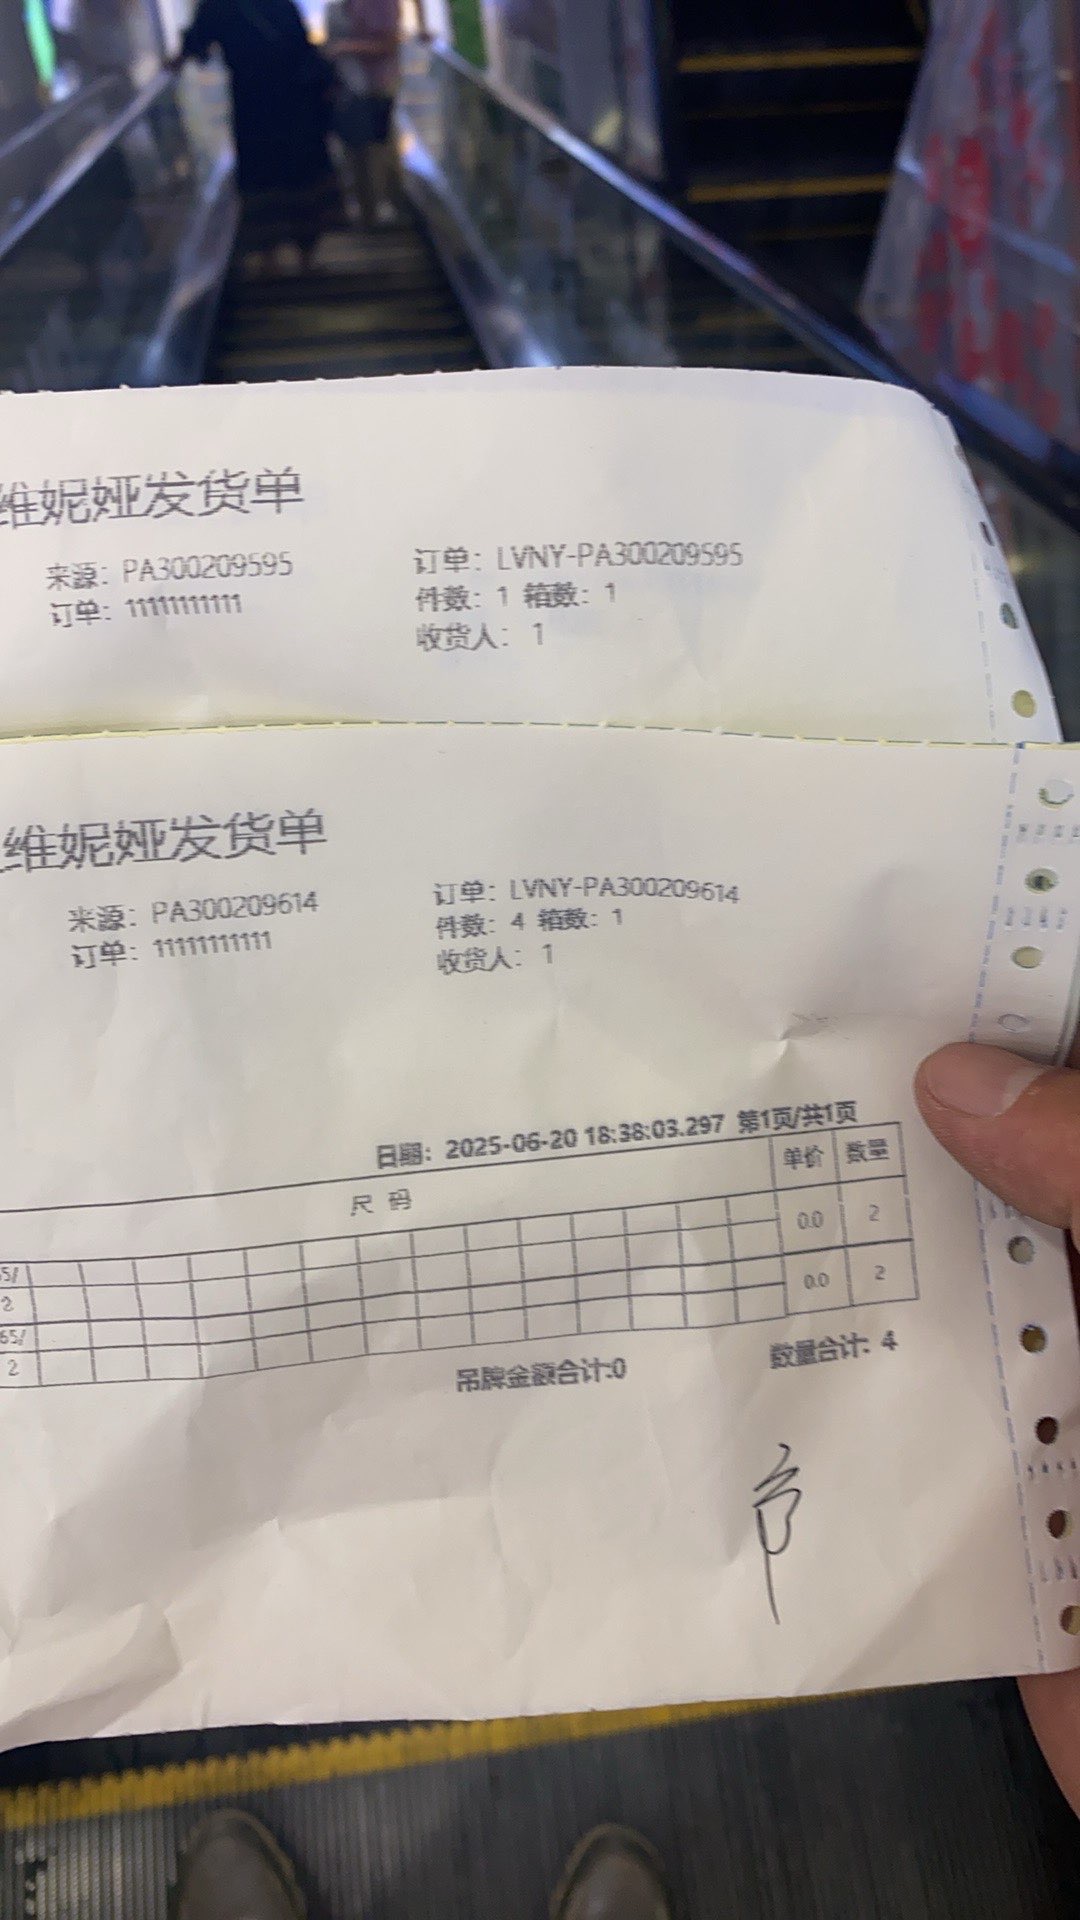 维妮娅发货单
来源：PA300209595
订单：LVNY-PA300209595
订单：11111111111
件数：1 箱数：1
收货人：1
维妮娅发货单
来源：PA300209614
订单：LVNY-PA300209614
订单：11111111111
件数：4 箱数：1
收货人：1
日期：2025-06-20 18:38:03.297 第1页/共1页
尺 码 单价 数量
5/ 0.0 2
2
65/ 0.0 2
2
吊牌金额合计:0 数量合计: 4